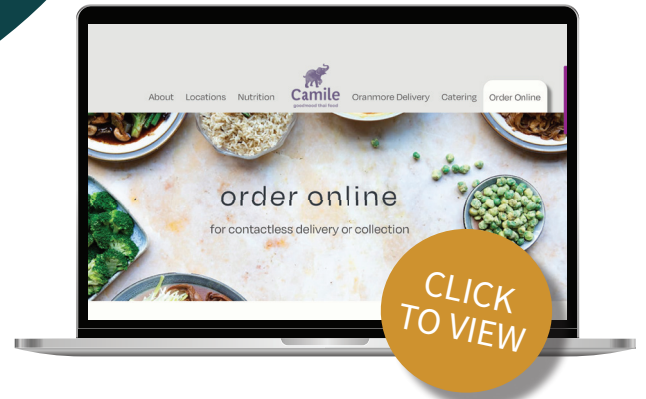 About Locations Nutrition Camile Oranmore Delivery Catering Order Online
gourmand thai food
order online
for contactless delivery or collection
CLICK
TO VIEW